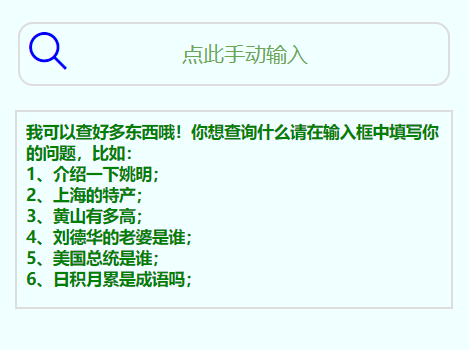 点此手动输入
我可以查好多东西哦！你想查询什么请在输入框中填写你
的问题，比如：
1、介绍一下姚明；
2、上海的特产；
3、黄山有多高；
4、刘德华的老婆是谁；
5、美国总统是谁；
6、日积月累是成语吗；